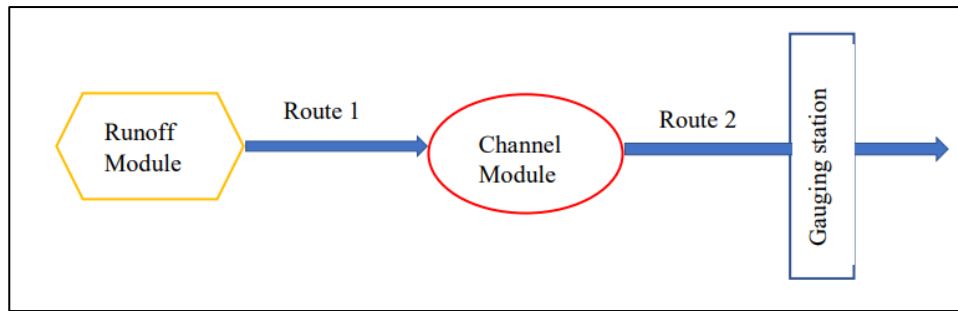 Runoff
Module
Route 1
Channel
Module
Route 2
Gauging station